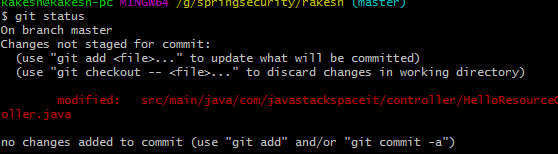 Rakesh@Rakesh-pc MINGW64 /g/springsecurity/rakesh (master)
$ git status
On branch master
Changes not staged for commit:
  (use "git add <file>..." to update what will be committed)
  (use "git checkout -- <file>..." to discard changes in working directory)
        modified:   src/main/java/com/javastackspaceit/controller/HelloResourceC
oller.java
no changes added to commit (use "git add" and/or "git commit -a")